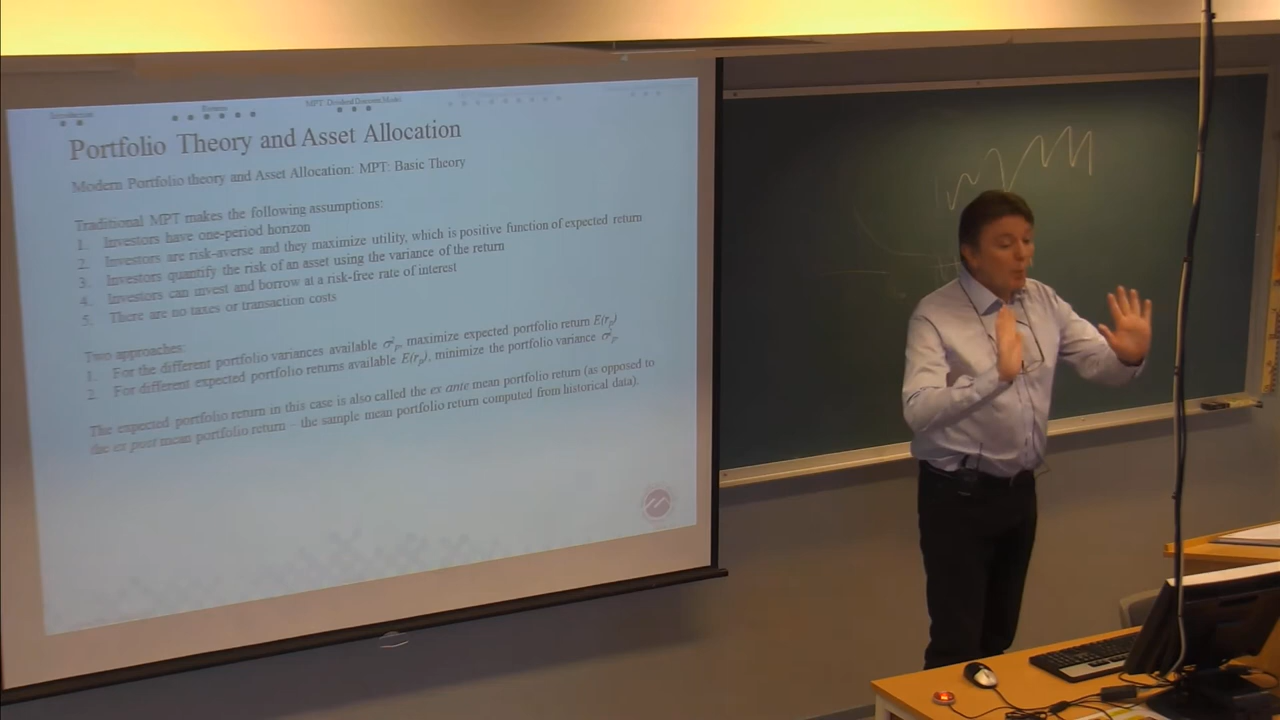 MPT Dividend Discount Model
Portfolio Theory and Asset Allocation
Modern Portfolio theory and Asset Allocation: MPT: Basic Theory
Traditional MPT makes the following assumptions:
1. Investors have one-period horizon
2. Investors are risk-averse and they maximize utility, which is positive function of expected return
3. Investors quantify the risk of an asset using the variance of the return
4. Investors can invest and borrow at a risk-free rate of interest
5. There are no taxes or transaction costs
Two approaches:
1. For the different portfolio variances available σ²ₚ, maximize expected portfolio return E(rₚ)
2. For different expected portfolio returns available E(rₚ), minimize the portfolio variance σ²ₚ.
The expected portfolio return in this case is also called the ex ante mean portfolio return (as opposed to
the ex post mean portfolio return – the sample mean portfolio return computed from historical data).